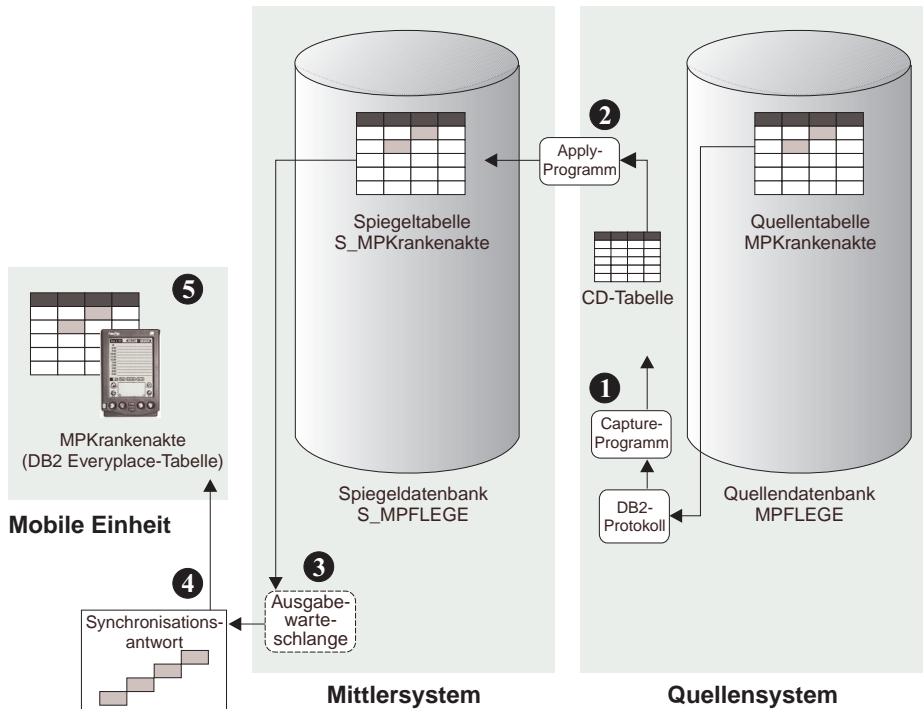 2
Apply-
Programm
Spiegeltabelle
S_MPKrankenakte
Quellentabelle
MPKrankenakte
5
CD-Tabelle
1
Capture-
Programm
MPKrankenakte
(DB2 Everyplace-Tabelle)
Spiegeldatenbank
S_MPFLEGE
DB2-
Protokoll
Quellendatenbank
MPFLEGE
Mobile Einheit
3
4
Ausgabe-
warte-
schlange
Synchronisations-
antwort
Mittlersystem
Quellensystem